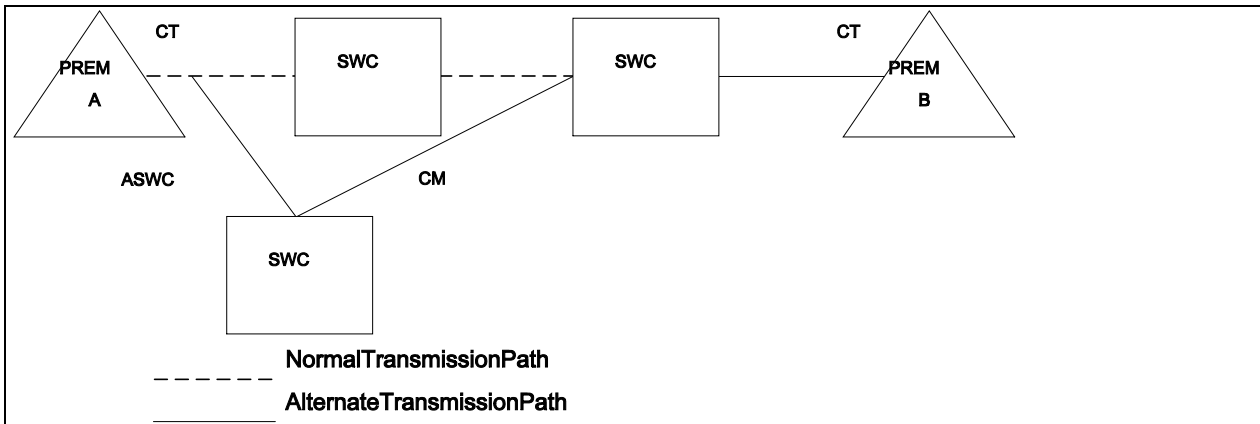 CT
CT
PREM
A
SWC
SWC
PREM
B
ASWC
CM
SWC
NormalTransmissionPath
AlternateTransmissionPath